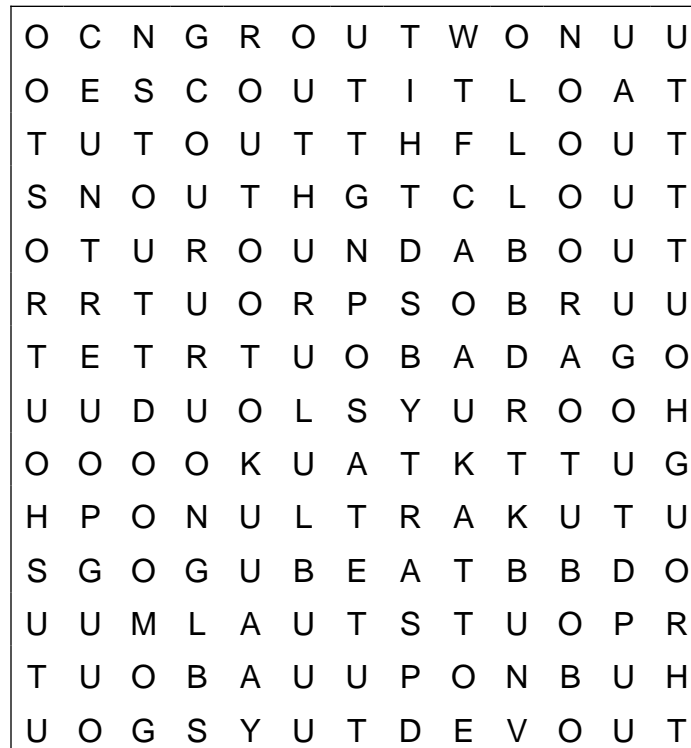 O C N G R O U T W O N U U
O E S C O U T I T L O A T
T U T O U T T H F L O U T
S N O U T H G T C L O U T
O T U R O U N D A B O U T
R R T U O R P S O B R U U
T E T R T U O B A D A G O
U U D U O L S Y U R O O H
O O O O K U A T K T T U G
H P O N U L T R A K U T U
S G O G U B E A T B B D O
U U M L A U T S T U O P R
T U O B A U U P O N B U H
U O G S Y U T D E V O U T